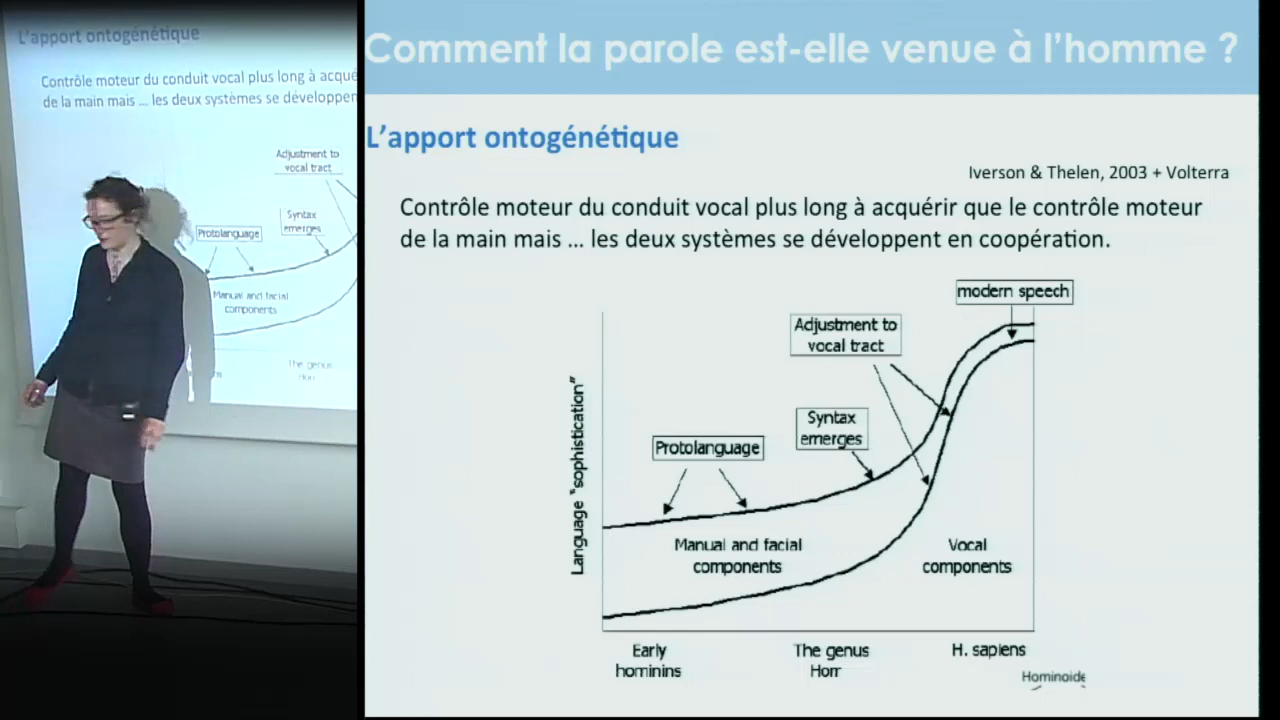 L'apport ontogénétique
Contrôle moteur du conduit vocal plus long à acqué
de la main mais ... les deux systèmes se développen
Adjustment to
vocal tract
Syntax
emerges
Protolanguage
Manual and facial
components
The genus
Comment la parole est-elle venue à l'homme ?
L'apport ontogénétique
Iverson & Thelen, 2003 + Volterra
Contrôle moteur du conduit vocal plus long à acquérir que le contrôle moteur
de la main mais ... les deux systèmes se développent en coopération.
modern speech
Adjustment to
vocal tract
Syntax
emerges
Protolanguage
Language "sophistication"
Manual and facial
components
Vocal
components
Early
hominins
The genus
Horr
H. sapiens
Hominoide